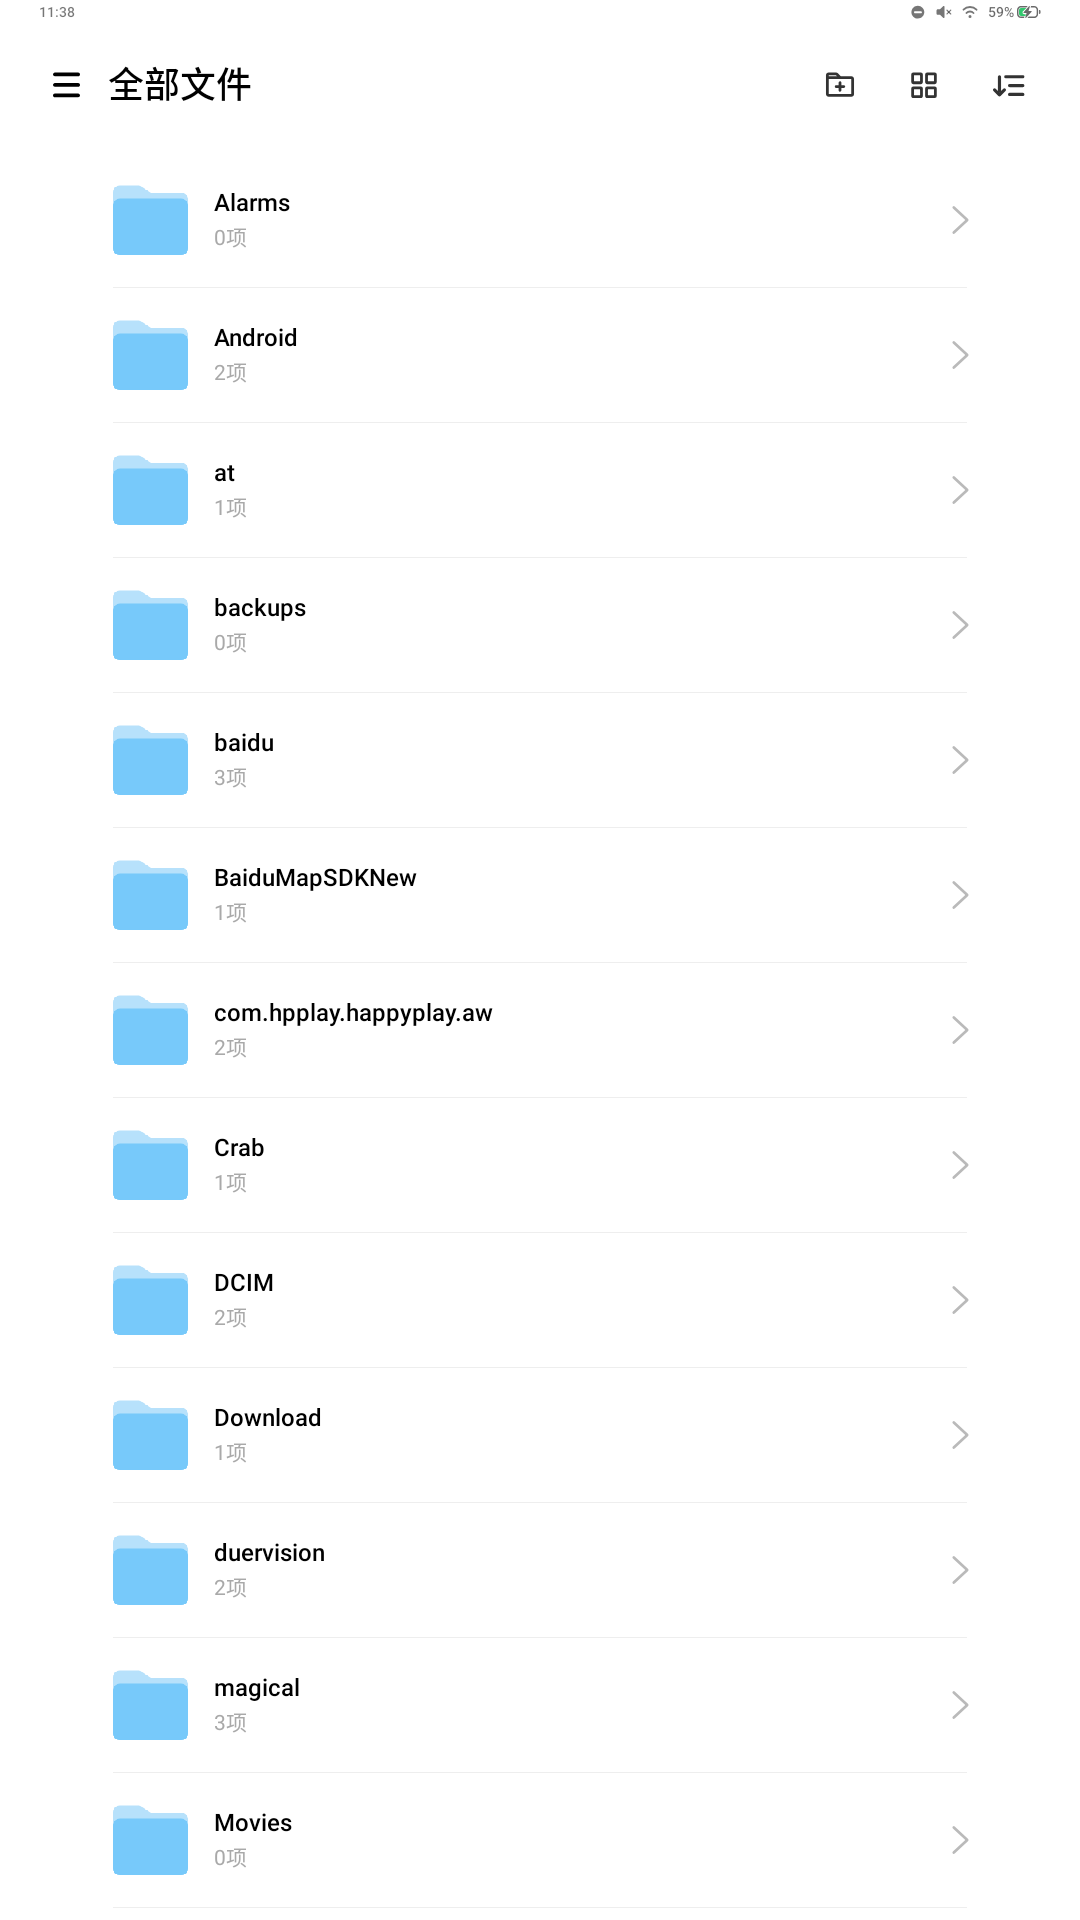 11:38
59%
全部文件
Alarms
0项
Android
2项
at
1项
backups
0项
baidu
3项
BaiduMapSDKNew
1项
com.hpplay.happyplay.aw
2项
Crab
1项
DCIM
2项
Download
1项
duervision
2项
magical
3项
Movies
0项